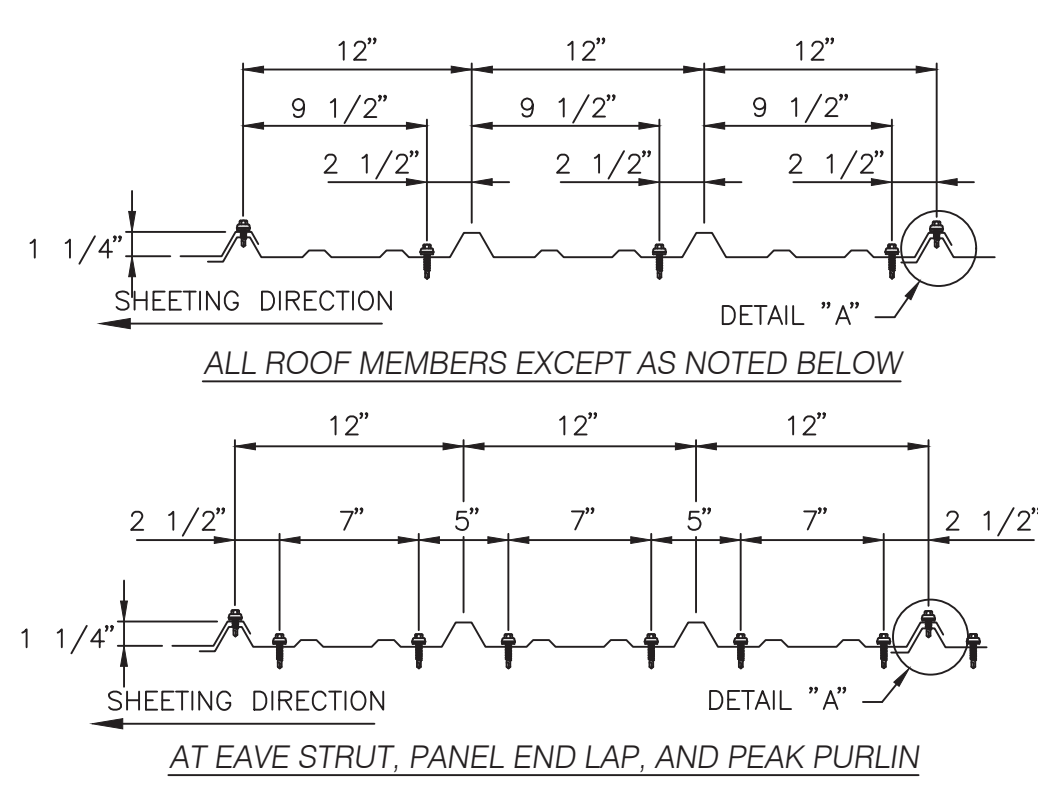 12” 12” 12”
9 1/2” 9 1/2” 9 1/2”
2 1/2” 2 1/2” 2 1/2”
1 1/4”
SHEETING DIRECTION
DETAIL ”A”
ALL ROOF MEMBERS EXCEPT AS NOTED BELOW
12” 12” 12”
2 1/2” 7” 5” 7” 5” 7” 2 1/2”
1 1/4”
SHEETING DIRECTION
DETAIL ”A”
AT EAVE STRUT, PANEL END LAP, AND PEAK PURLIN